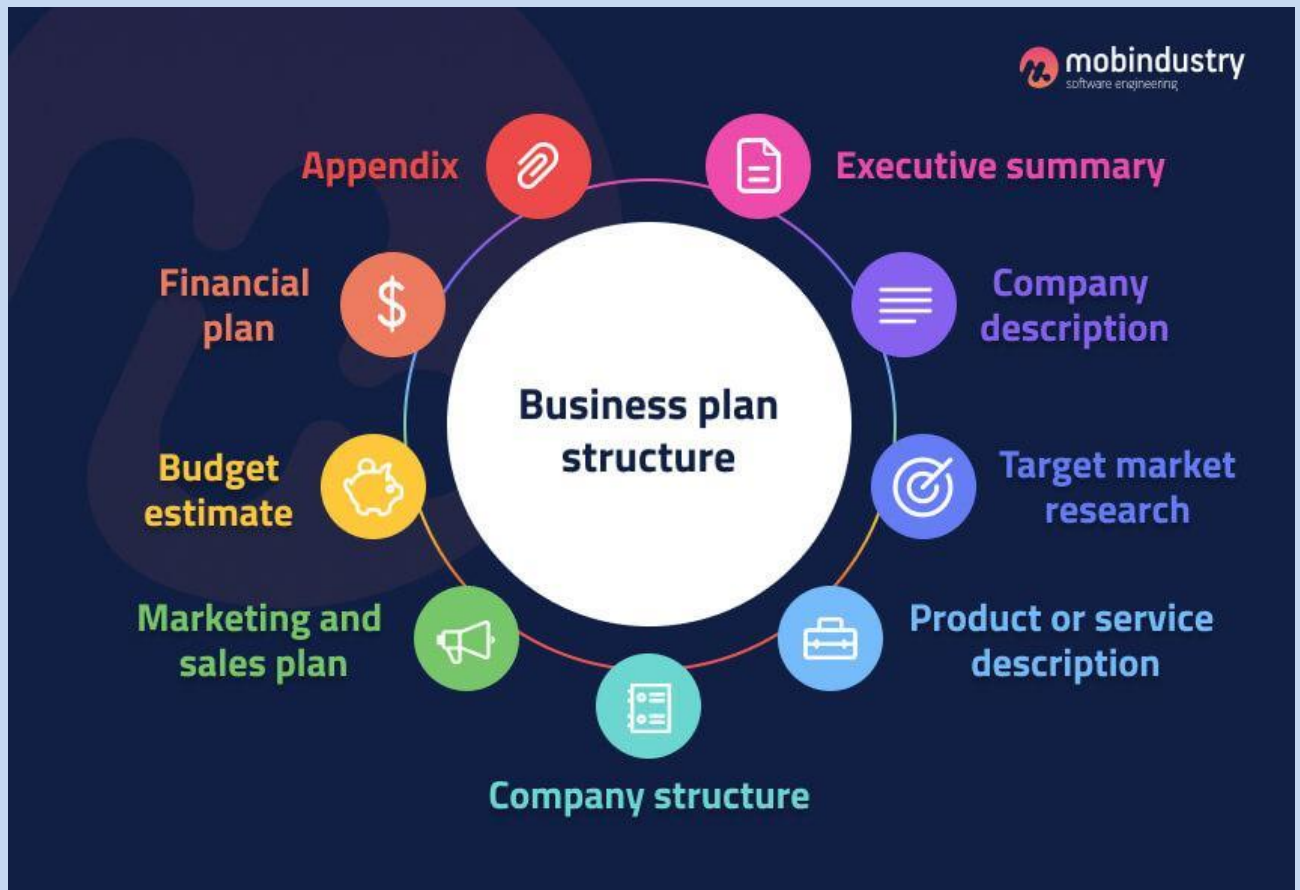 mobindustry
software engineering
Business plan
structure
Executive summary
Company
description
Target market
research
Product or service
description
Company structure
Marketing and
sales plan
Budget
estimate
Financial
plan
Appendix